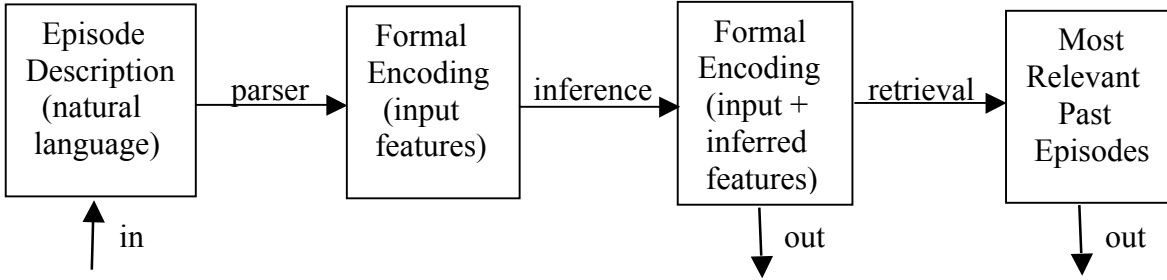 Episode
Description
(natural
language)
parser
Formal
Encoding
(input
features)
inference
Formal
Encoding
(input +
inferred
features)
retrieval
Most
Relevant
Past
Episodes
in
out
out